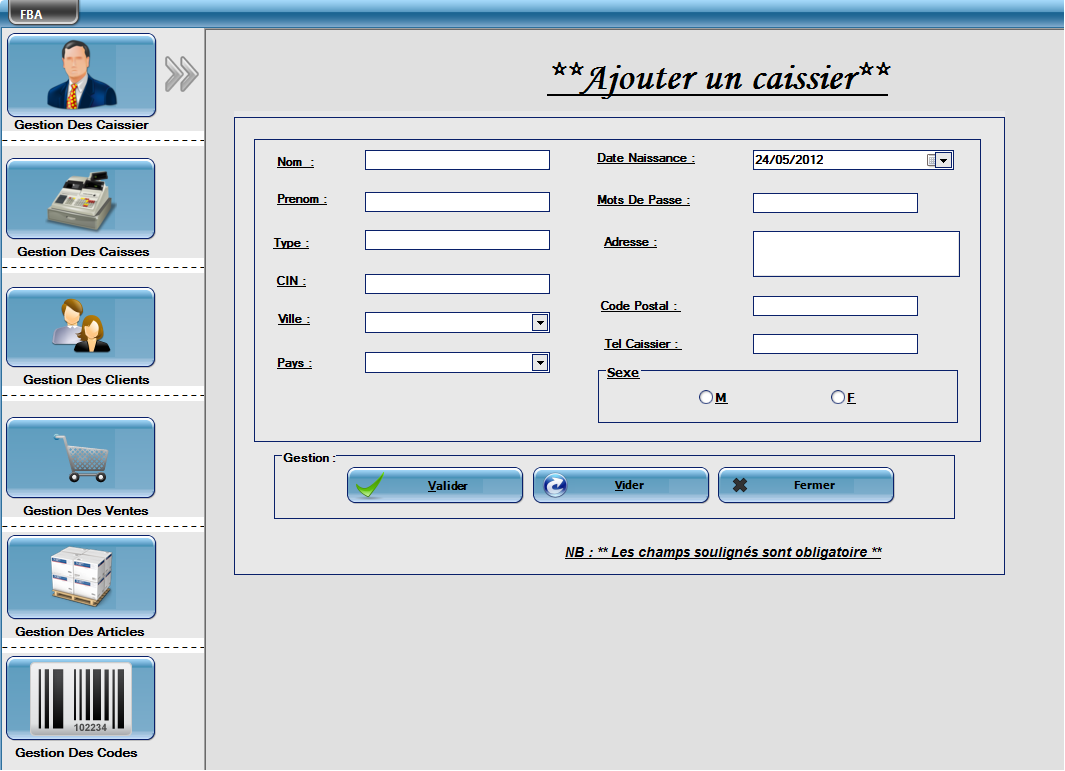 FBA
Gestion Des Caissier
Gestion Des Caisses
Gestion Des Clients
Gestion Des Ventes
Gestion Des Articles
102234
Gestion Des Codes
**Ajouter un caissier**
Nom :
Prenom :
Type :
CIN :
Ville :
Pays :
Date Naissance :
24/05/2012
Mots De Passe :
Adresse :
Code Postal :
Tel Caissier :
Sexe
M
F
Gestion :
Valider
Vider
Fermer
NB : ** Les champs soulignés sont obligatoire **